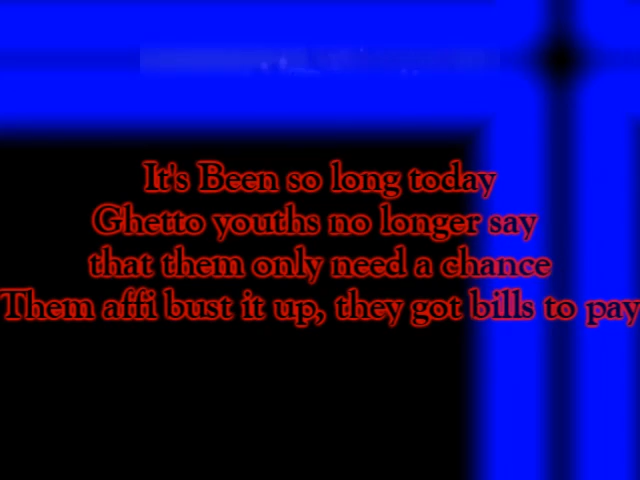 It's Been so long today
Ghetto youths no longer say
that them only need a chance
Them affi bust it up, they got bills to pay